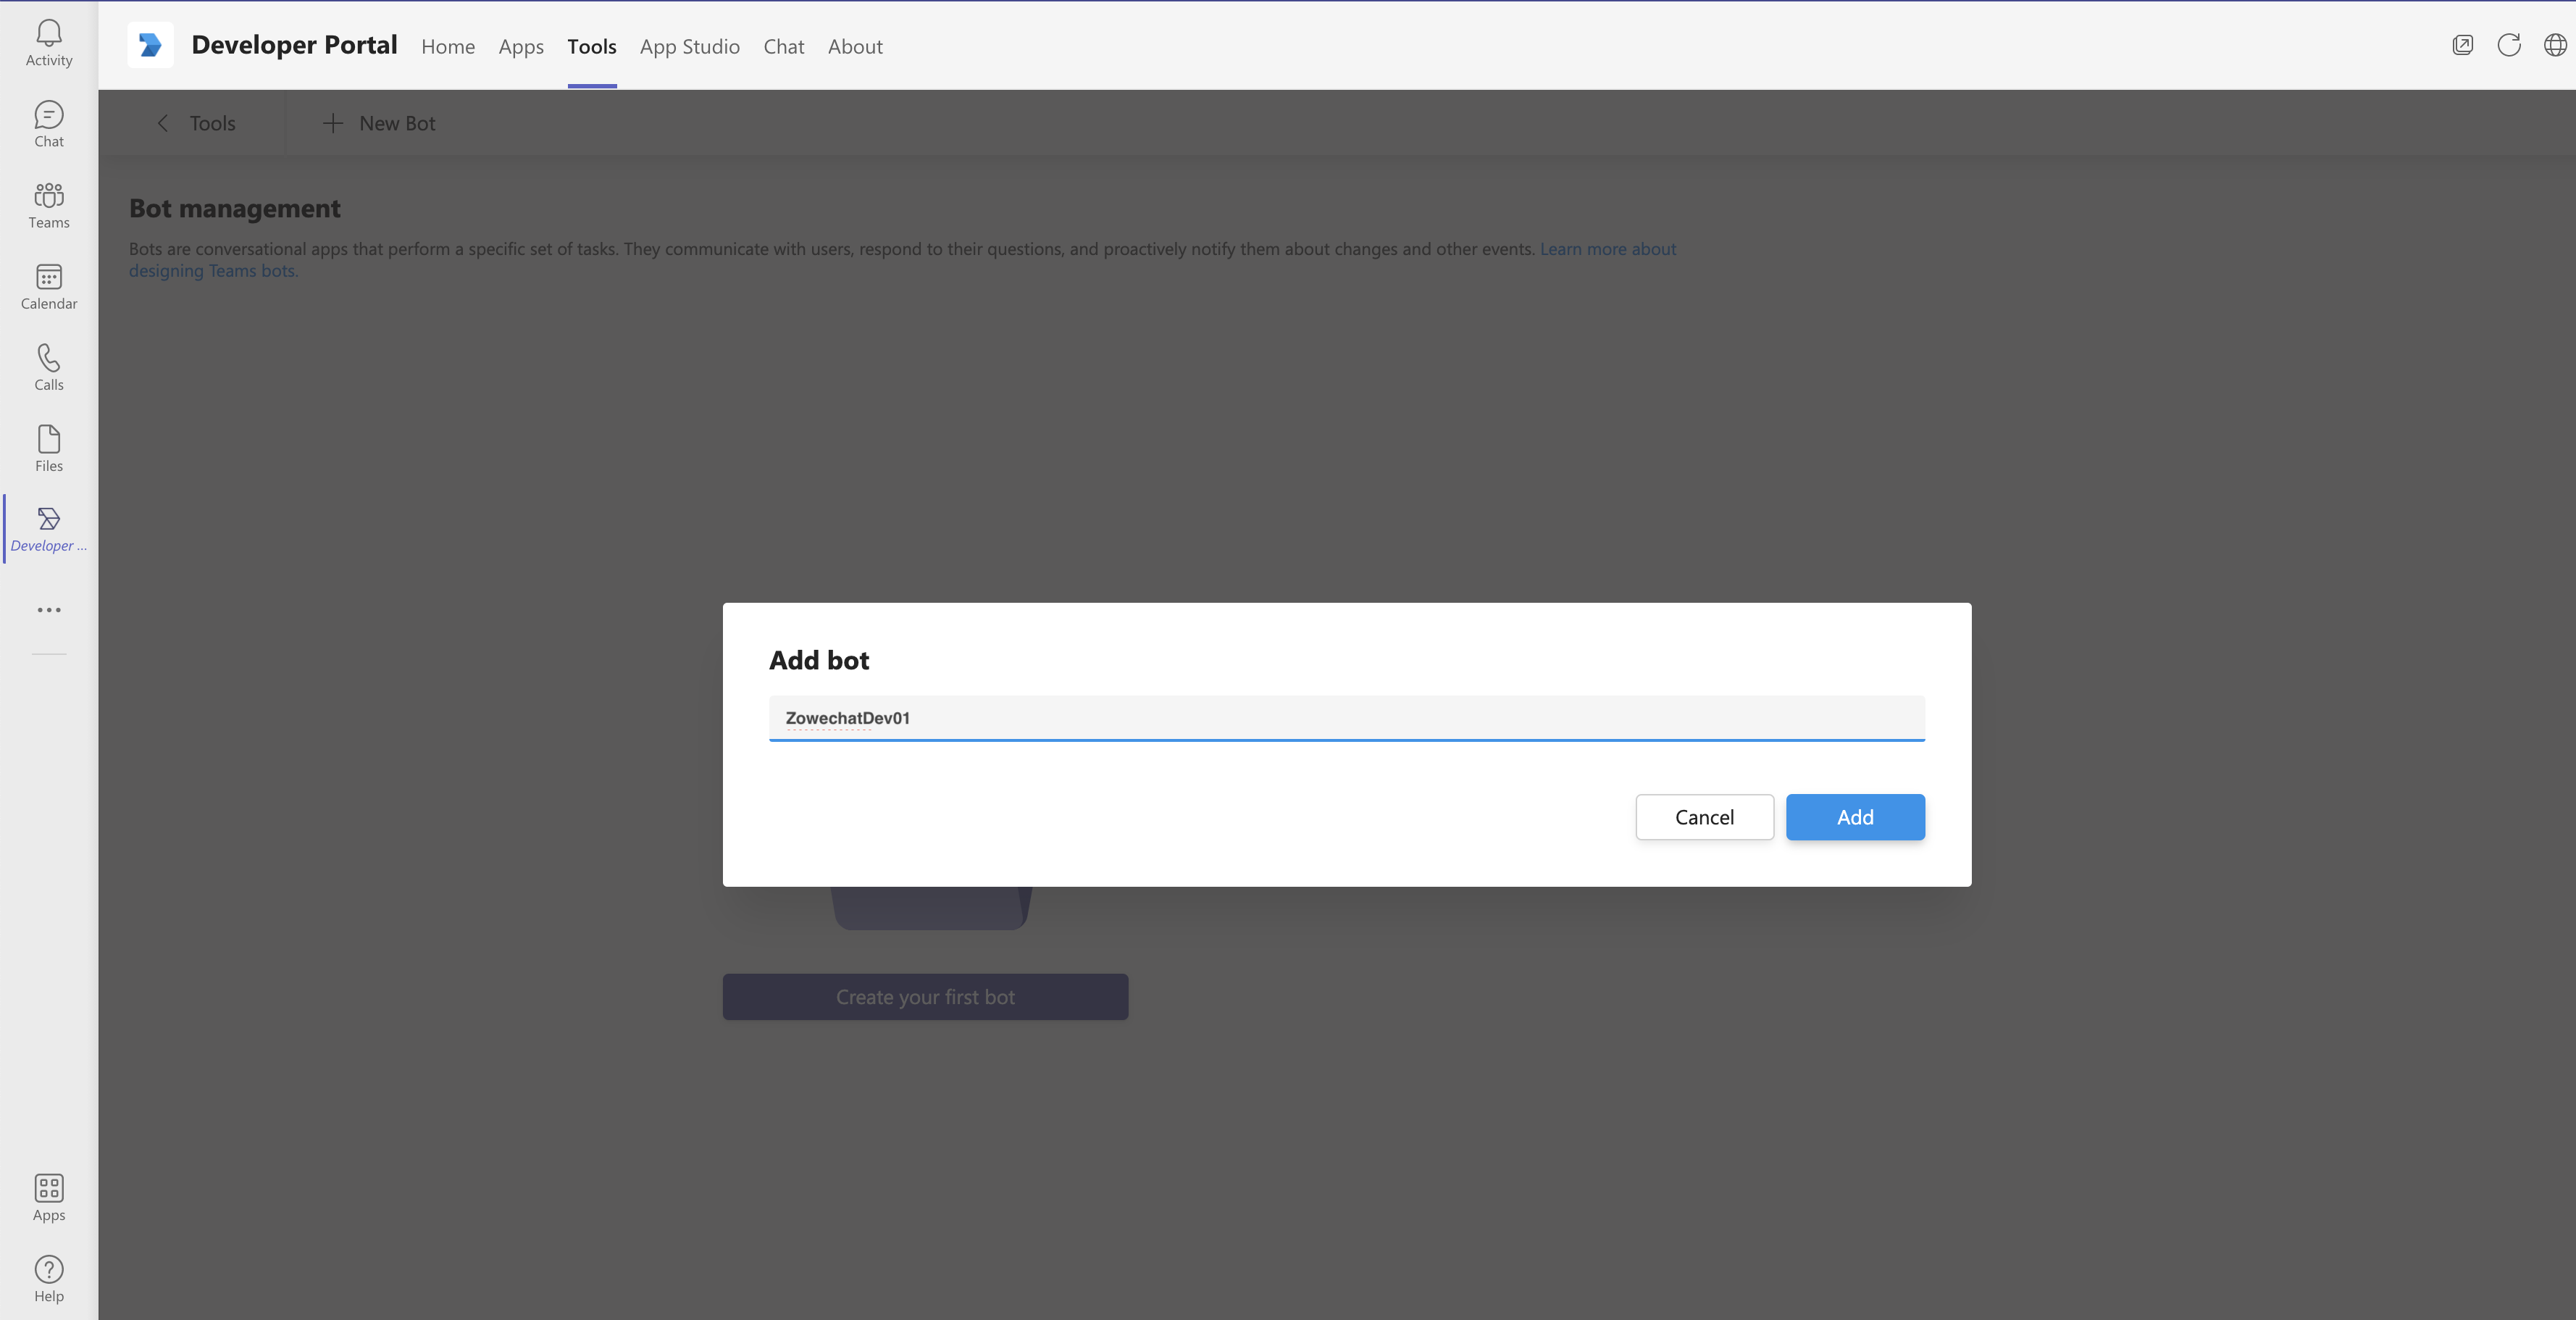 Activity
Chat
Teams
Calendar
Calls
Files
Developer ...
Apps
Help
Developer Portal Home Apps Tools App Studio Chat About
Tools New Bot
Bot management
Bots are conversational apps that perform a specific set of tasks. They communicate with users, respond to their questions, and proactively notify them about changes and other events. Learn more about
designing Teams bots.
Add bot
ZowechatDev01
Cancel Add
Create your first bot